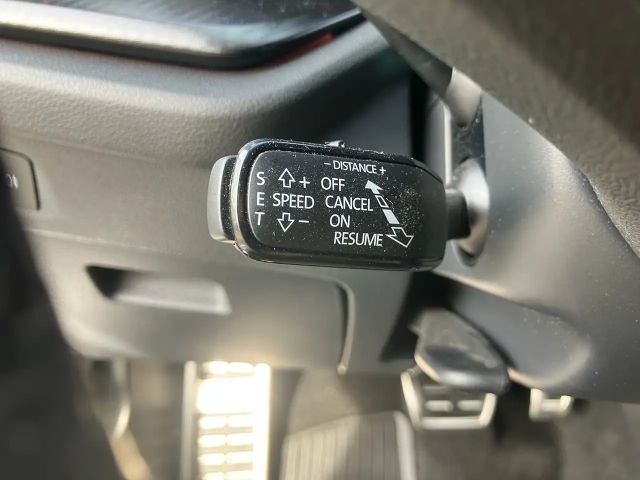 - DISTANCE +
S + OFF
E SPEED CANCEL
T - ON
RESUME